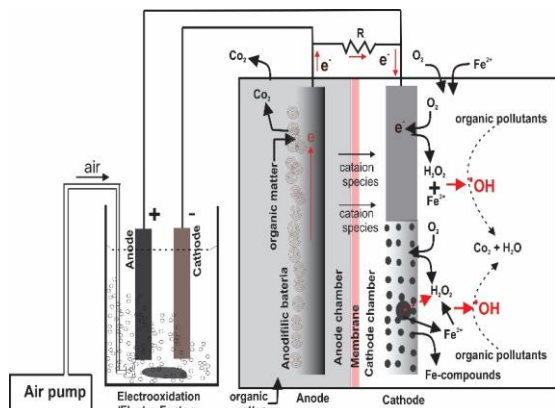 R
Co₂
e⁻
e⁻
O₂
Fe²⁺
air
Co₂
organic matter
e
cataion
species
cataion
species
O₂
e⁻
H₂O₂
+
Fe²⁺
•OH
organic pollutants
Co₂ + H₂O
+
-
Anode
Cathode
Anodifilic bateria
Anode chamber
Membrane
Cathode chamber
O₂
H₂O₂
•OH
Fe²⁺
organic pollutants
Fe-compounds
Air pump
Electrooxidation
organic
Anode
Cathode